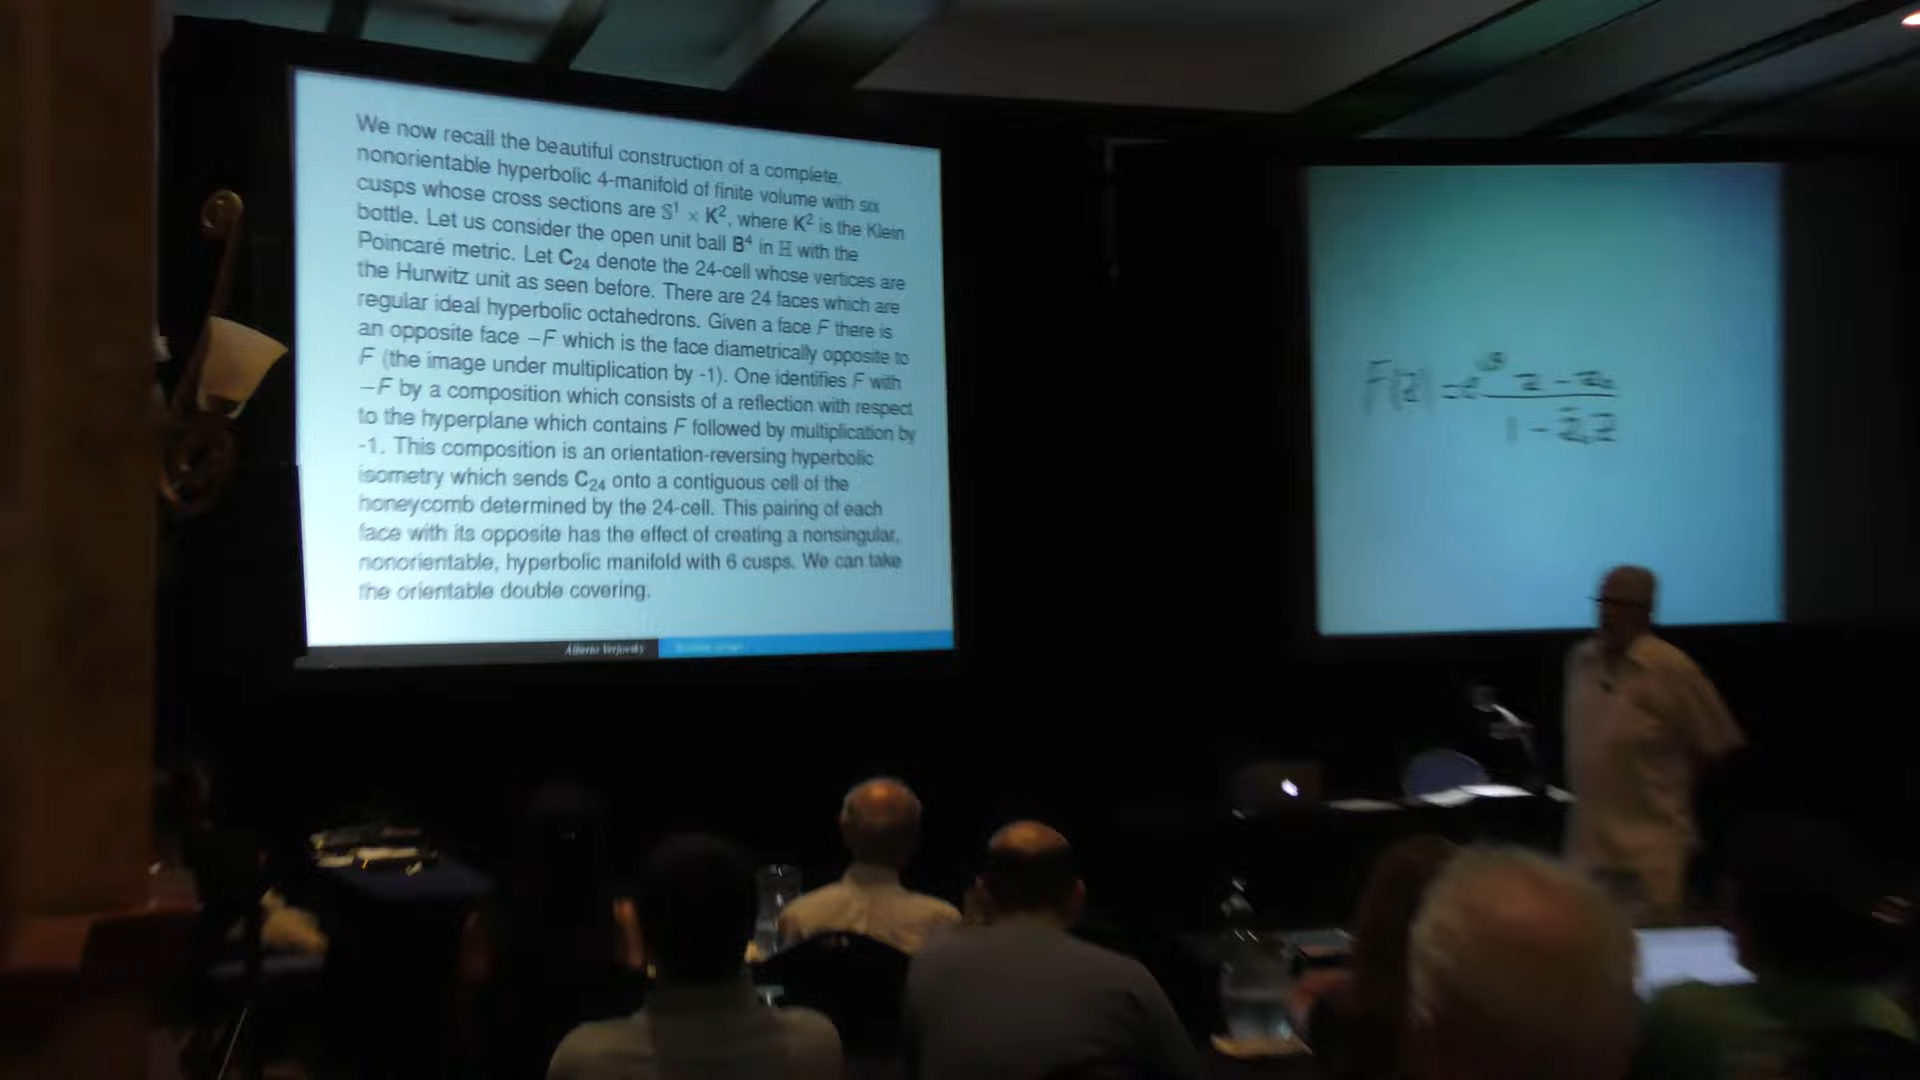 We now recall the beautiful construction of a complete,
nonorientable hyperbolic 4-manifold of finite volume with six
cusps whose cross sections are 𝕊¹ × K², where K² is the Klein
bottle. Let us consider the open unit ball B⁴ in ℍ with the
Poincaré metric. Let C₂₄ denote the 24-cell whose vertices are
the Hurwitz unit as seen before. There are 24 faces which are
regular ideal hyperbolic octahedrons. Given a face F there is
an opposite face −F which is the face diametrically opposite to
F (the image under multiplication by -1). One identifies F with
−F by a composition which consists of a reflection with respect
to the hyperplane which contains F followed by multiplication by
-1. This composition is an orientation-reversing hyperbolic
isometry which sends C₂₄ onto a contiguous cell of the
honeycomb determined by the 24-cell. This pairing of each
face with its opposite has the effect of creating a nonsingular,
nonorientable, hyperbolic manifold with 6 cusps. We can take
the orientable double covering.
Alberto Verjovsky
F(z) = e^{iθ} z − z₀
1 − z̄₀z